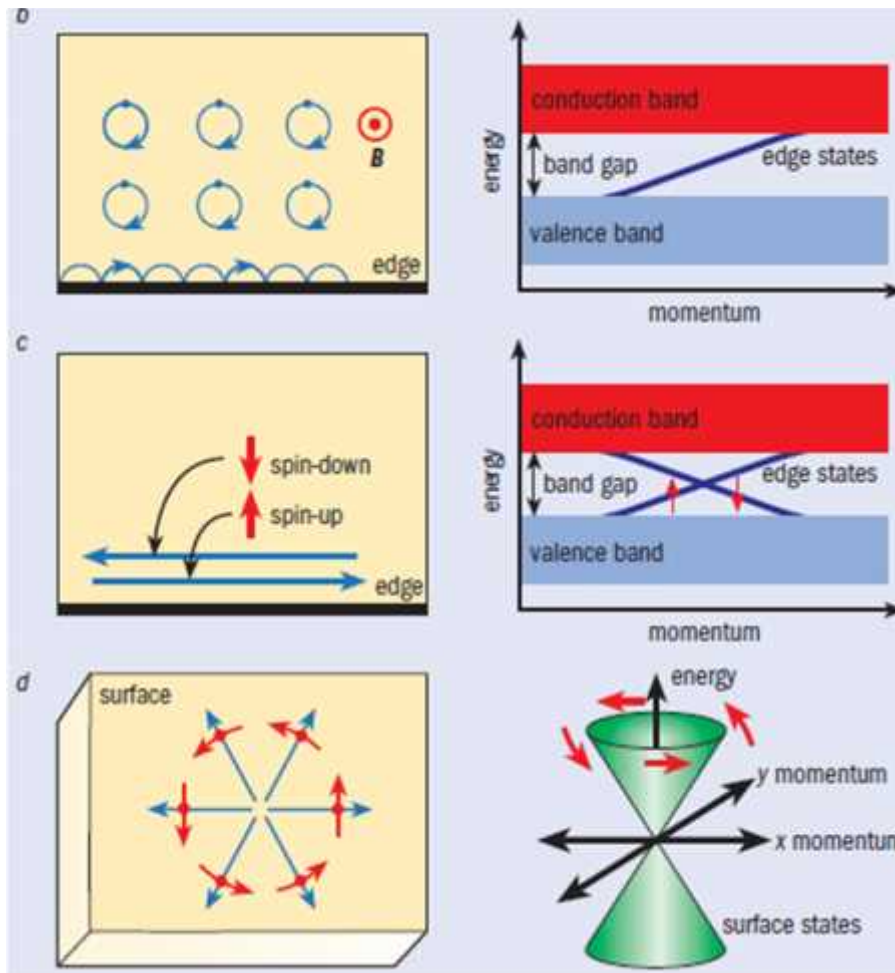 b
B
edge
conduction band
energy
band gap
edge states
valence band
momentum
c
spin-down
spin-up
edge
conduction band
energy
band gap
edge states
valence band
momentum
d
surface
energy
y momentum
x momentum
surface states